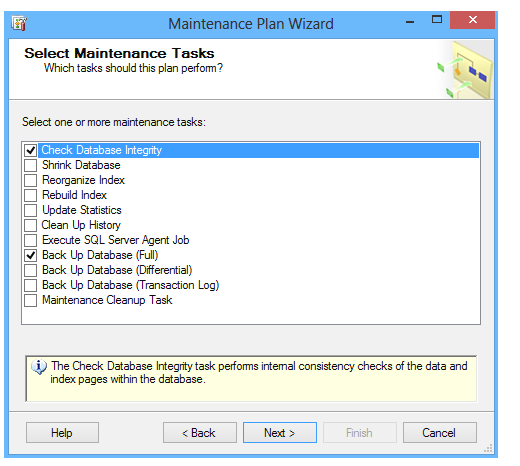 Maintenance Plan Wizard
Select Maintenance Tasks
Which tasks should this plan perform?
Select one or more maintenance tasks:
Check Database Integrity
Shrink Database
Reorganize Index
Rebuild Index
Update Statistics
Clean Up History
Execute SQL Server Agent Job
Back Up Database (Full)
Back Up Database (Differential)
Back Up Database (Transaction Log)
Maintenance Cleanup Task
The Check Database Integrity task performs internal consistency checks of the data and
index pages within the database.
Help
< Back
Next >
Finish
Cancel